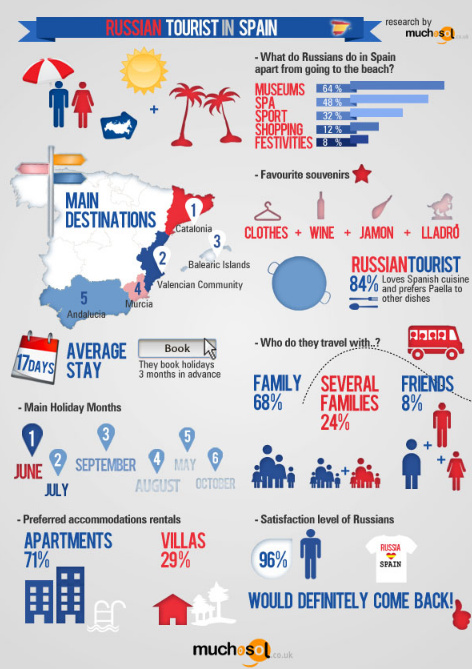 RUSSIAN TOURIST IN SPAIN
research by
muchosol.co.uk
- What do Russians do in Spain
apart from going to the beach?
MUSEUMS 64 %
SPA 48 %
SPORT 32 %
SHOPPING 12 %
FESTIVITIES 8 %
- Favourite souvenirs
CLOTHES + WINE + JAMON + LLADRÓ
MAIN
DESTINATIONS
1
Catalonia
2
Valencian Community
3
Balearic Islands
4
Murcia
5
Andalucia
RUSSIANTOURIST
84% Loves Spanish cuisine
and prefers Paella to
other dishes
17DAYS
AVERAGE
STAY
Book
They book holidays
3 months in advance
- Who do they travel with..?
FAMILY
68%
SEVERAL
FAMILIES
24%
FRIENDS
8%
- Main Holiday Months
1
JUNE
2
JULY
3
SEPTEMBER
4
AUGUST
5
MAY
6
OCTOBER
- Preferred accommodations rentals
APARTMENTS
71%
VILLAS
29%
- Satisfaction level of Russians
96%
RUSSIA
SPAIN
WOULD DEFINITELY COME BACK!
muchosol.co.uk